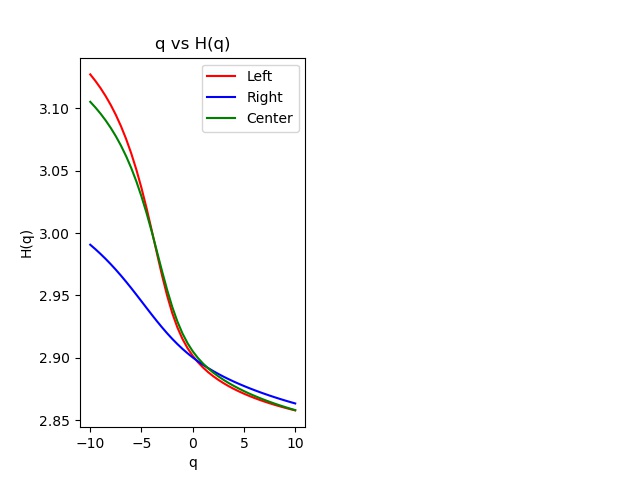 q vs H(q)
Left
Right
Center
3.10
3.05
3.00
2.95
2.90
2.85
H(q)
−10
−5
0
5
10
q